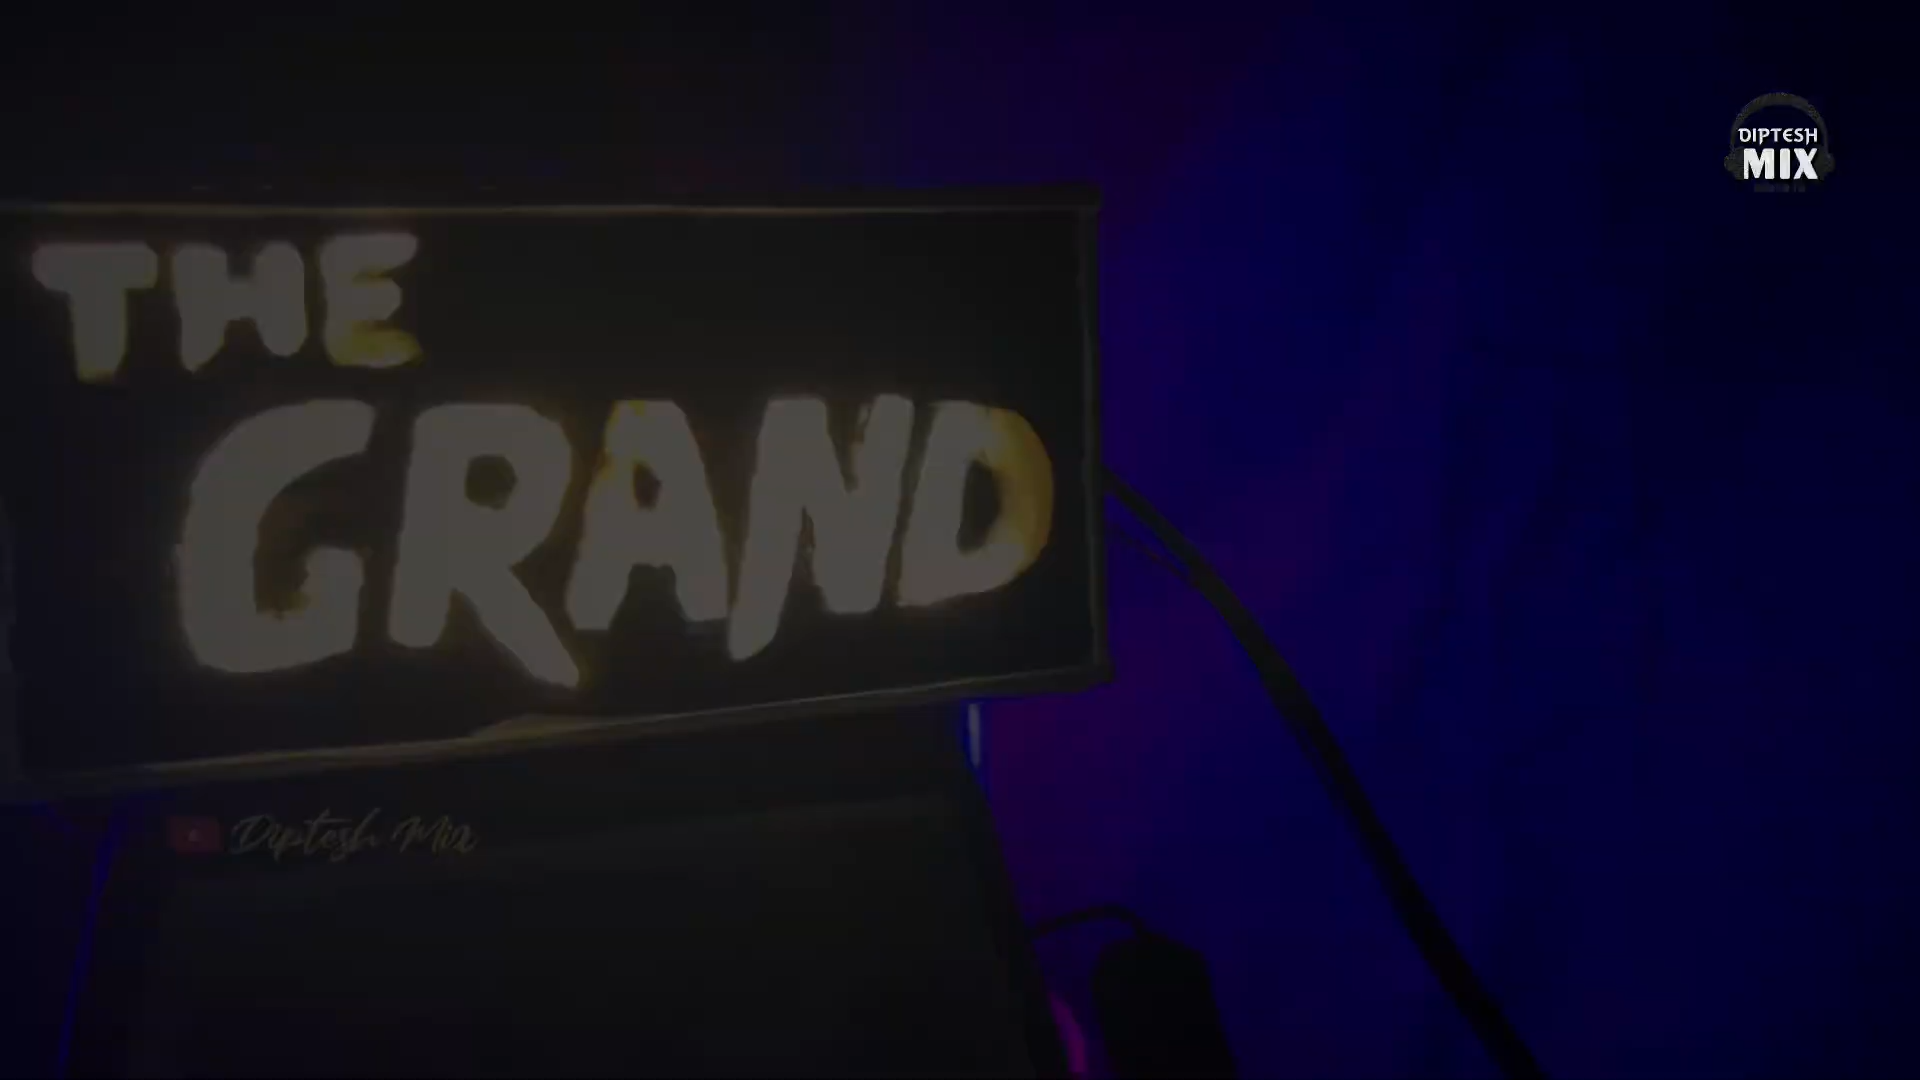 THE
GRAND
DIPTESH
MIX
Diptesh Mix